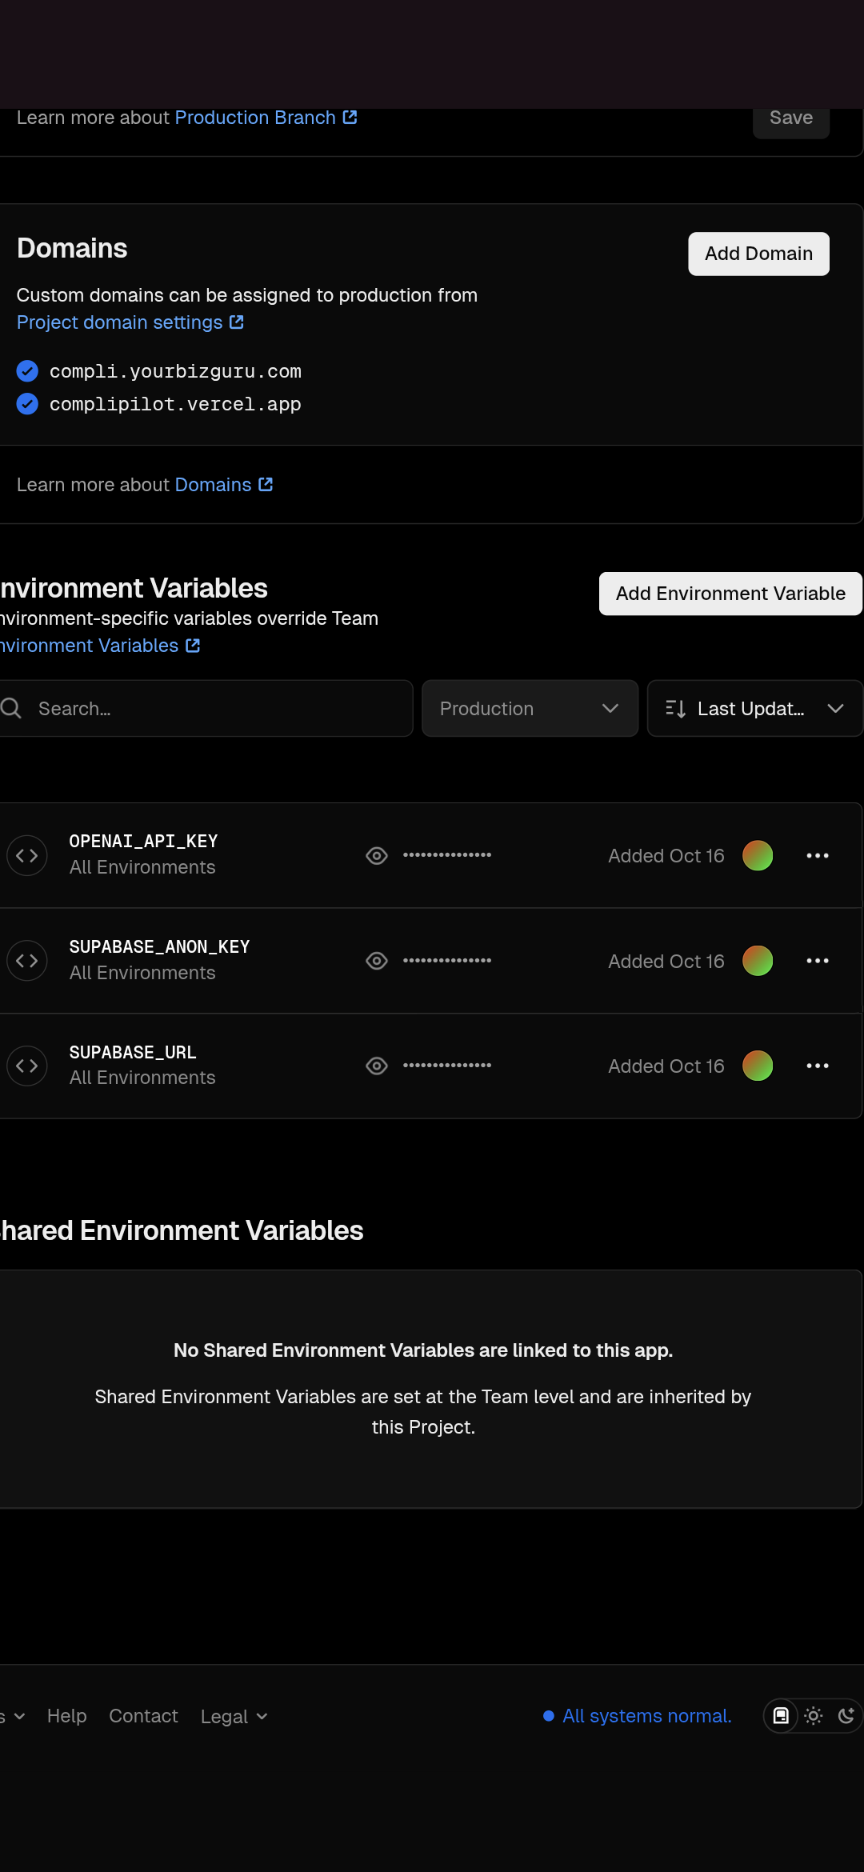 Learn more about Production Branch
Save
Domains
Add Domain
Custom domains can be assigned to production from
Project domain settings
compli.yourbizguru.com
complipilot.vercel.app
Learn more about Domains
nvironment Variables
Add Environment Variable
nvironment-specific variables override Team
nvironment Variables
Search...
Production
Last Updat...
OPENAI_API_KEY
All Environments
••••••••••••••• 
Added Oct 16
SUPABASE_ANON_KEY
All Environments
•••••••••••••••
Added Oct 16
SUPABASE_URL
All Environments
•••••••••••••••
Added Oct 16
hared Environment Variables
No Shared Environment Variables are linked to this app.
Shared Environment Variables are set at the Team level and are inherited by
this Project.
s
Help
Contact
Legal
All systems normal.